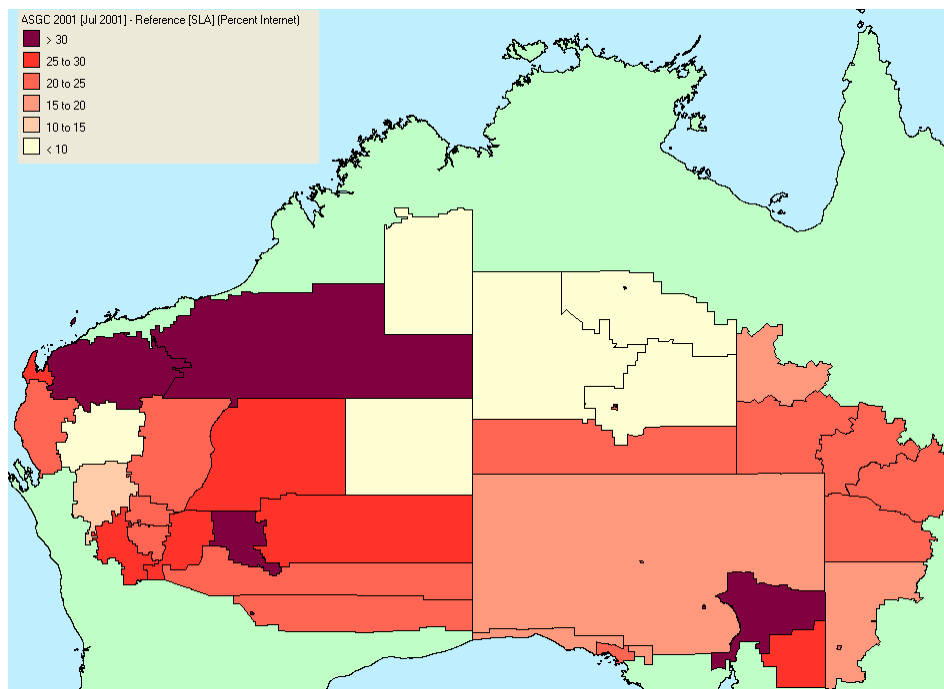 ASGC 2001 [Jul 2001] - Reference [SLA] (Percent Internet)
> 30
25 to 30
20 to 25
15 to 20
10 to 15
< 10